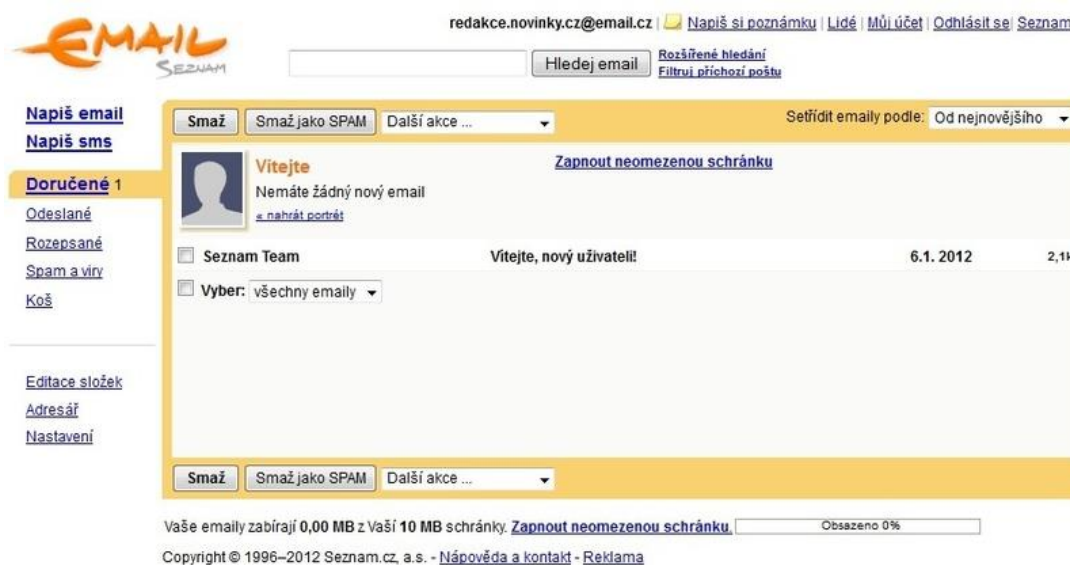 EMAIL
SEZNAM
redakce.novinky.cz@email.cz | Napiš si poznámku | Lidé | Můj účet | Odhlásit se | Seznam
Hledej email
Rozšířené hledání
Filtruj příchozí poštu
Napiš email
Napiš sms
Doručené 1
Odeslané
Rozepsané
Spam a viry
Koš
Editace složek
Adresář
Nastavení
Smaž Smaž jako SPAM Další akce ... Setřídit emaily podle: Od nejnovějšího
Vítejte
Nemáte žádný nový email
« nahrát portrét
Zapnout neomezenou schránku
Seznam Team Vítejte, nový uživateli! 6.1. 2012 2,1k
Vyber: všechny emaily
Smaž Smaž jako SPAM Další akce ...
Vaše emaily zabírají 0,00 MB z Vaší 10 MB schránky. Zapnout neomezenou schránku. Obsazeno 0%
Copyright © 1996–2012 Seznam.cz, a.s. - Nápověda a kontakt - Reklama